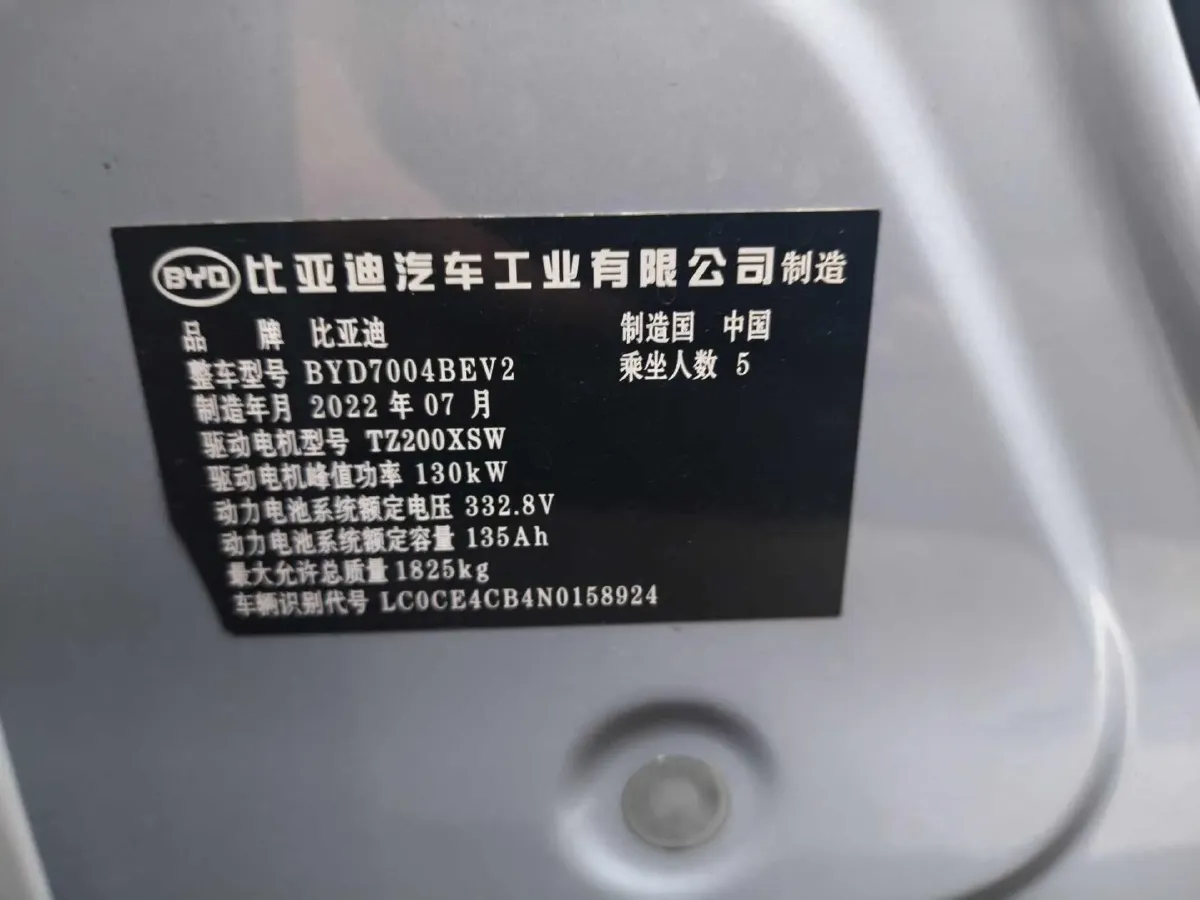 BYD 比亚迪汽车工业有限公司制造
品 牌 比亚迪 制造国 中国
整车型号 BYD7004BEV2 乘坐人数 5
制造年月 2022 年 07 月
驱动电机型号 TZ200XSW
驱动电机峰值功率 130kW
动力电池系统额定电压 332.8V
动力电池系统额定容量 135Ah
最大允许总质量 1825kg
车辆识别代号 LC0CE4CB4N0158924